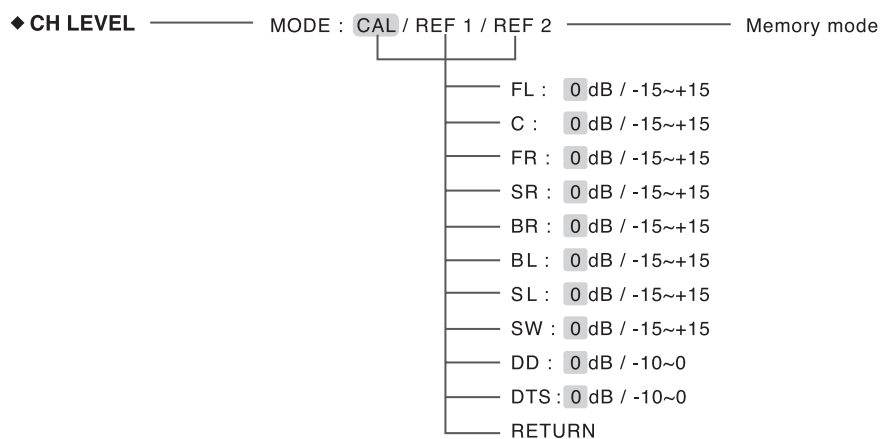 ◆ CH LEVEL MODE : CAL / REF 1 / REF 2 Memory mode
FL : 0 dB / -15~+15
C : 0 dB / -15~+15
FR : 0 dB / -15~+15
SR : 0 dB / -15~+15
BR : 0 dB / -15~+15
BL : 0 dB / -15~+15
SL : 0 dB / -15~+15
SW : 0 dB / -15~+15
DD : 0 dB / -10~0
DTS : 0 dB / -10~0
RETURN